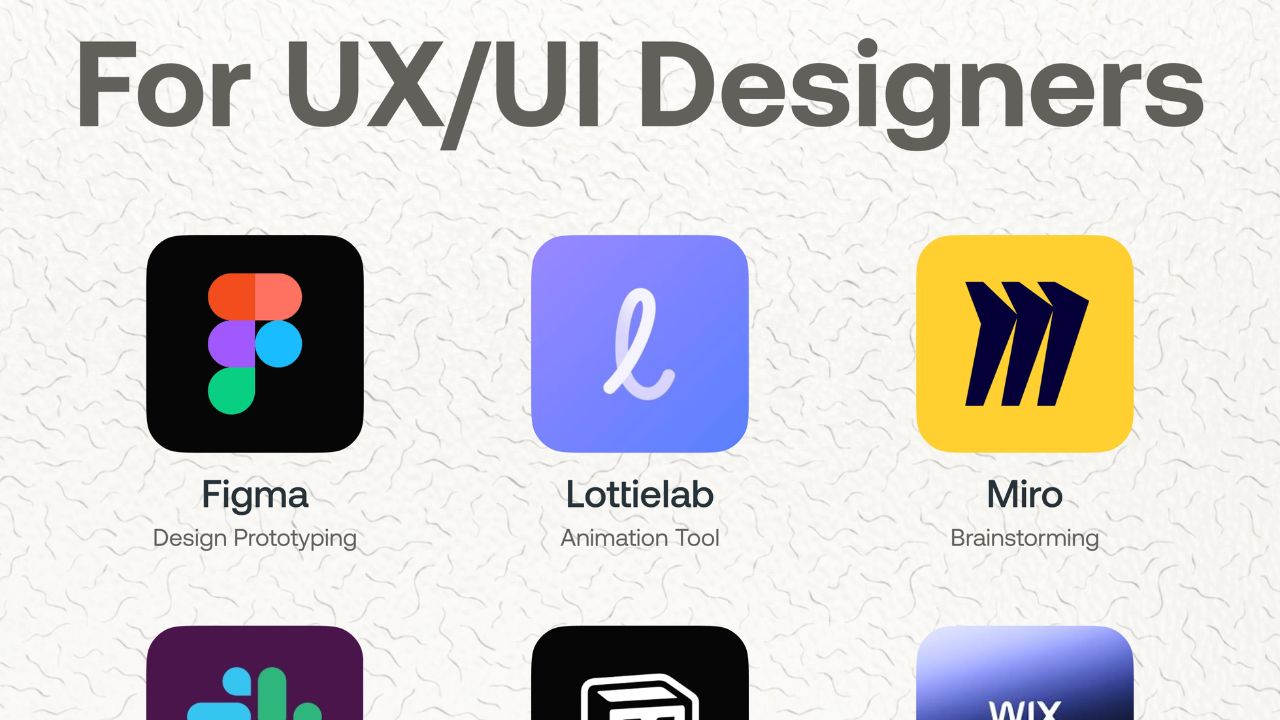 For UX/UI Designers
Figma
Lottielab
Miro
Design Prototyping
Animation Tool
Brainstorming
WIX